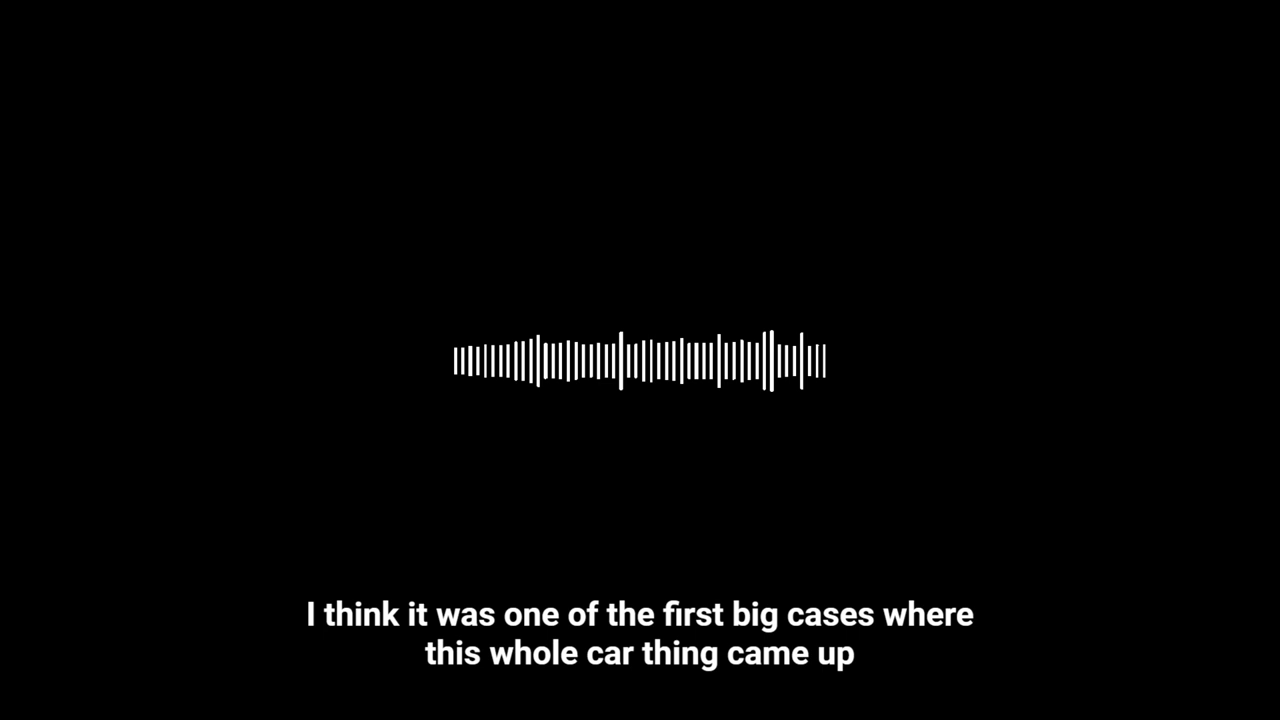 I think it was one of the first big cases where
this whole car thing came up